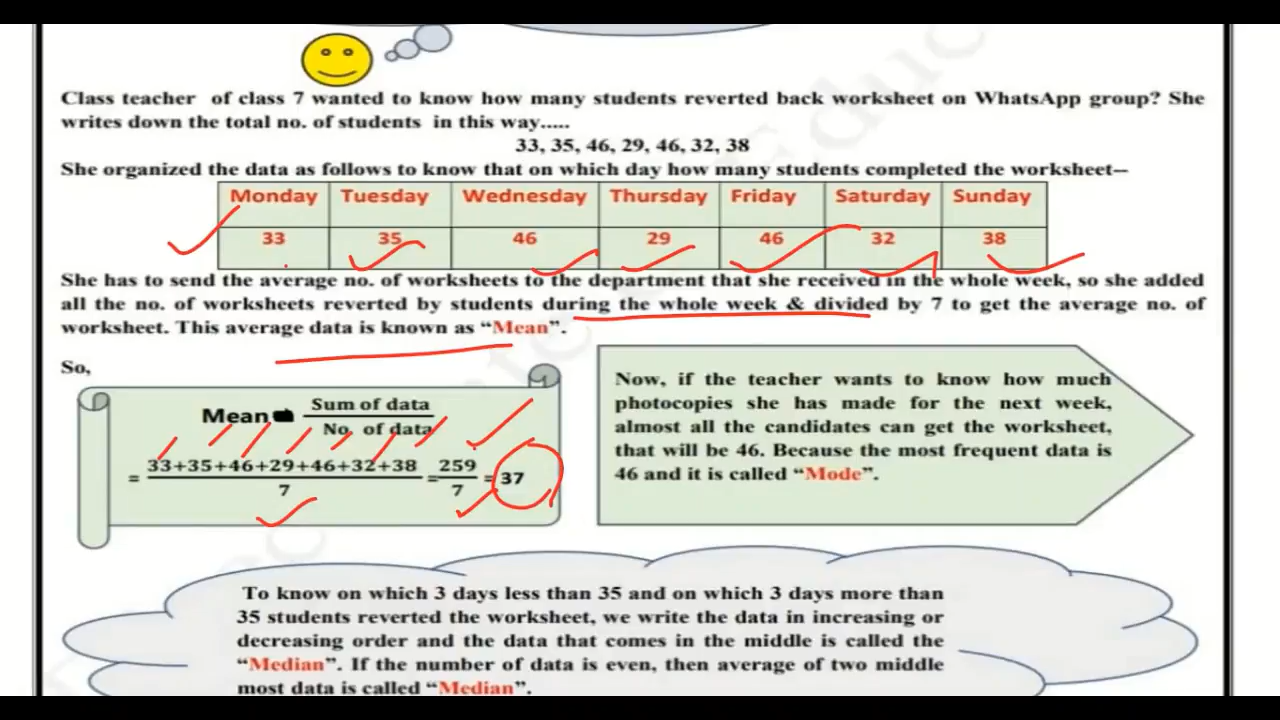 Class teacher of class 7 wanted to know how many students reverted back worksheet on WhatsApp group? She
writes down the total no. of students in this way.....
33, 35, 46, 29, 46, 32, 38
She organized the data as follows to know that on which day how many students completed the worksheet--
Monday Tuesday Wednesday Thursday Friday Saturday Sunday
33 35 46 29 46 32 38
She has to send the average no. of worksheets to the department that she received in the whole week, so she added
all the no. of worksheets reverted by students during the whole week & divided by 7 to get the average no. of
worksheet. This average data is known as “Mean”.
So,
Mean Sum of data
No. of data
= 33+35+46+29+46+32+38 = 259 = 37
7 7
Now, if the teacher wants to know how much
photocopies she has made for the next week,
almost all the candidates can get the worksheet,
that will be 46. Because the most frequent data is
46 and it is called “Mode”.
To know on which 3 days less than 35 and on which 3 days more than
35 students reverted the worksheet, we write the data in increasing or
decreasing order and the data that comes in the middle is called the
“Median”. If the number of data is even, then average of two middle
most data is called “Median”.